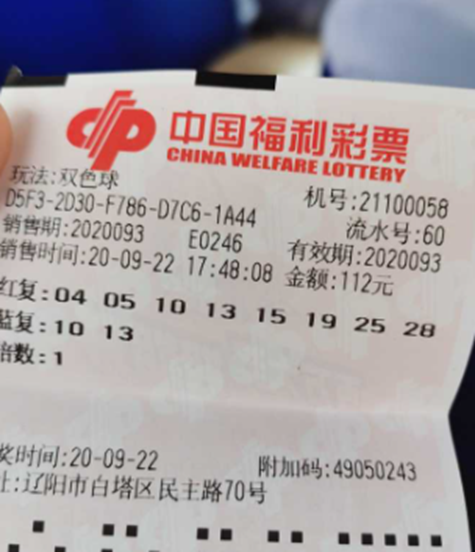 中国福利彩票
CHINA WELFARE LOTTERY
玩法:双色球 机号:21100058
D5F3-2D30-F786-D7C6-1A44 流水号:60
销售期:2020093 E0246 有效期:2020093
销售时间:20-09-22 17:48:08 金额:112元
红复:04 05 10 13 15 19 25 28
蓝复:10 13
倍数:1
奖时间:20-09-22 附加码:49050243
址:辽阳市白塔区民主路70号